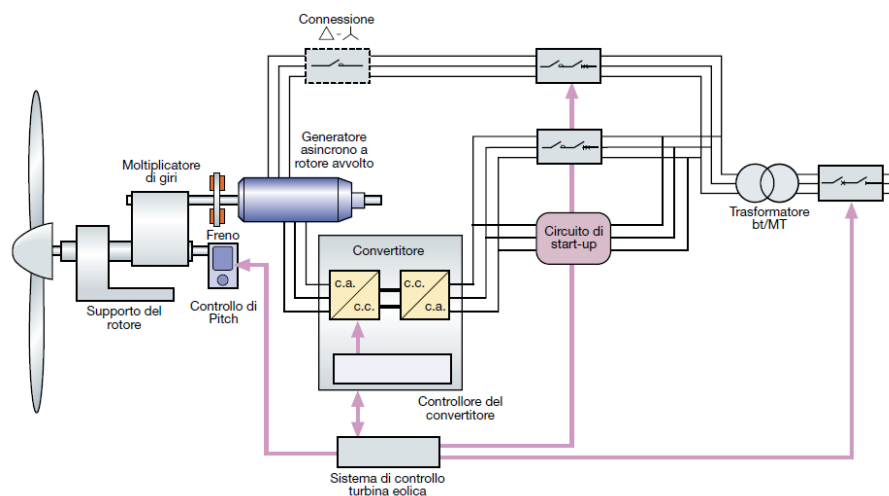 Connessione
△-⅄
Generatore
asincrono a
rotore avvolto
Moltiplicatore
di giri
Freno
Supporto del
rotore
Controllo di
Pitch
Convertitore
c.a.
c.c.
c.c.
c.a.
Controllore del
convertitore
Circuito di
start-up
Trasformatore
bt/MT
Sistema di controllo
turbina eolica